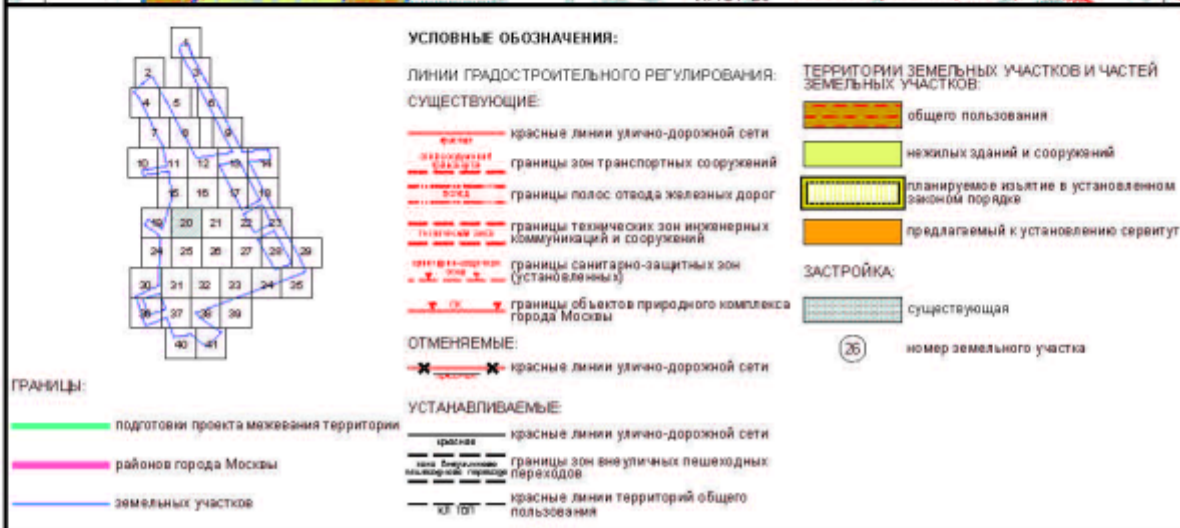 УСЛОВНЫЕ ОБОЗНАЧЕНИЯ:
ЛИНИИ ГРАДОСТРОИТЕЛЬНОГО РЕГУЛИРОВАНИЯ:
СУЩЕСТВУЮЩИЕ:
красные линии улично-дорожной сети
границы зон транспортных сооружений
границы полос отвода железных дорог
границы технических зон инженерных
коммуникаций и сооружений
границы санитарно-защитных зон
(установленных)
границы объектов природного комплекса
города Москвы
ОТМЕНЯЕМЫЕ:
красные линии улично-дорожной сети
УСТАНАВЛИВАЕМЫЕ:
красная
красные линии улично-дорожной сети
границы зон внеуличных пешеходных
переходов
КЛ ТОП
красные линии территорий общего
пользования
ТЕРРИТОРИИ ЗЕМЕЛЬНЫХ УЧАСТКОВ И ЧАСТЕЙ
ЗЕМЕЛЬНЫХ УЧАСТКОВ:
общего пользования
нежилых зданий и сооружений
планируемое изъятие в установленном
законом порядке
предлагаемый к установлению сервитут
ЗАСТРОЙКА:
существующая
26
номер земельного участка
1
2 3
4 5 6
7 8 9
10 11 12 13 14
15 16 17 18
19 20 21 22 23
24 25 26 27 28 29
30 31 32 33 34 35
36 37 38 39
40 41
ГРАНИЦЫ:
подготовки проекта межевания территории
районов города Москвы
земельных участков